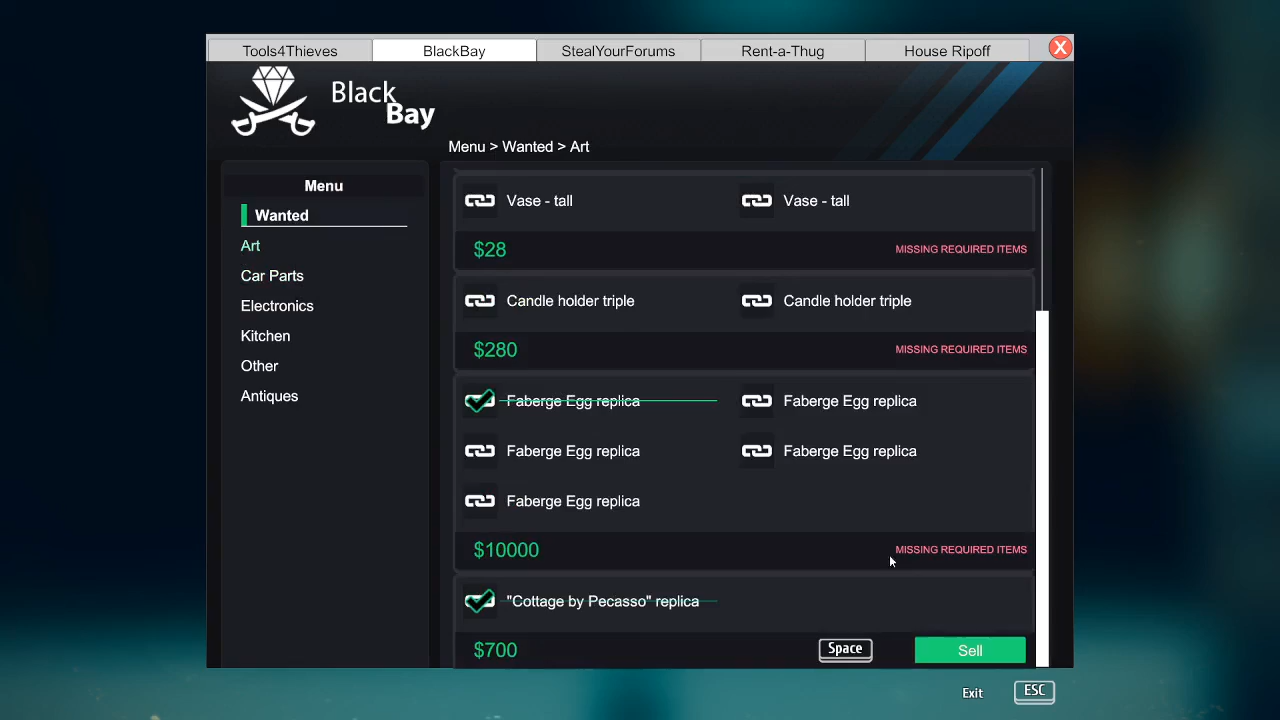 Tools4Thieves BlackBay StealYourForums Rent-a-Thug House Ripoff X
Black
Bay
Menu > Wanted > Art
Menu
Wanted
Art
Car Parts
Electronics
Kitchen
Other
Antiques
Vase - tall Vase - tall
$28 MISSING REQUIRED ITEMS
Candle holder triple Candle holder triple
$280 MISSING REQUIRED ITEMS
Faberge Egg replica Faberge Egg replica
Faberge Egg replica Faberge Egg replica
Faberge Egg replica
$10000 MISSING REQUIRED ITEMS
"Cottage by Pecasso" replica
$700 Space Sell
Exit ESC